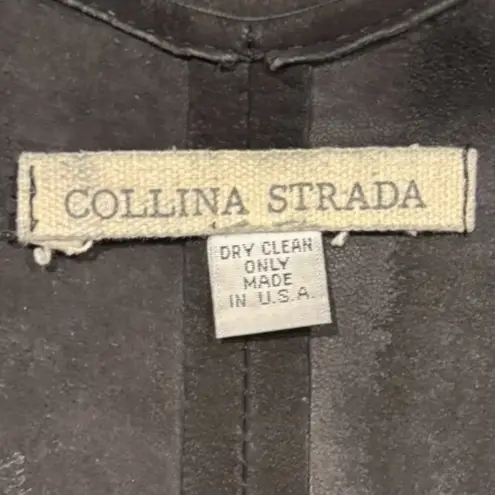 COLLINA STRADA
DRY CLEAN
ONLY
MADE
IN U.S.A.